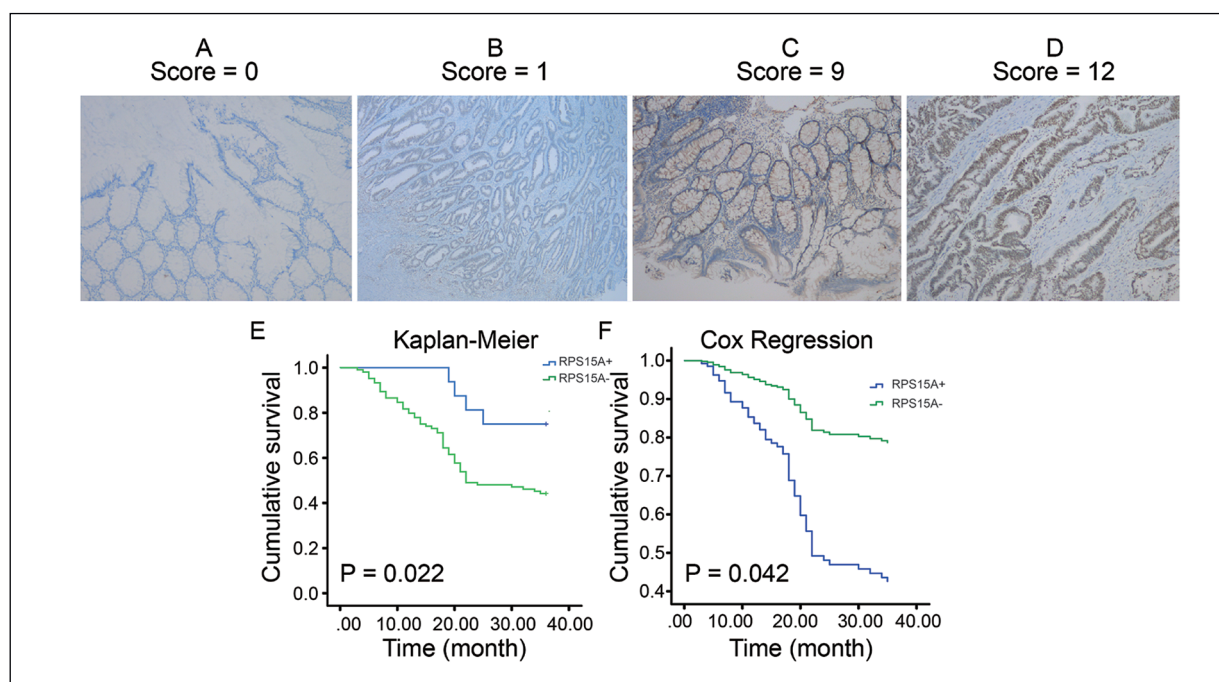 A
Score = 0
B
Score = 1
C
Score = 9
D
Score = 12
E
Kaplan-Meier
RPS15A+
RPS15A-
1.0
0.8
0.6
0.4
0.2
0.0
Cumulative survival
P = 0.022
.00 10.00 20.00 30.00 40.00
Time (month)
F
Cox Regression
RPS15A+
RPS15A-
1.0
0.9
0.8
0.7
0.6
0.5
0.4
Cumulative survival
P = 0.042
.00 10.00 20.00 30.00 40.00
Time (month)